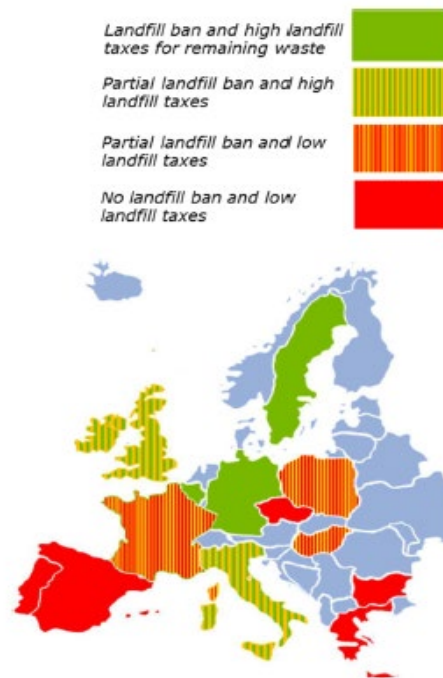 Landfill ban and high landfill
taxes for remaining waste
Partial landfill ban and high
landfill taxes
Partial landfill ban and low
landfill taxes
No landfill ban and low
landfill taxes